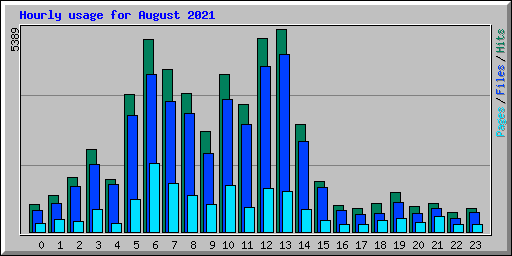 Hourly usage for August 2021
5389
Pages/Files/Hits
0 1 2 3 4 5 6 7 8 9 10 11 12 13 14 15 16 17 18 19 20 21 22 23